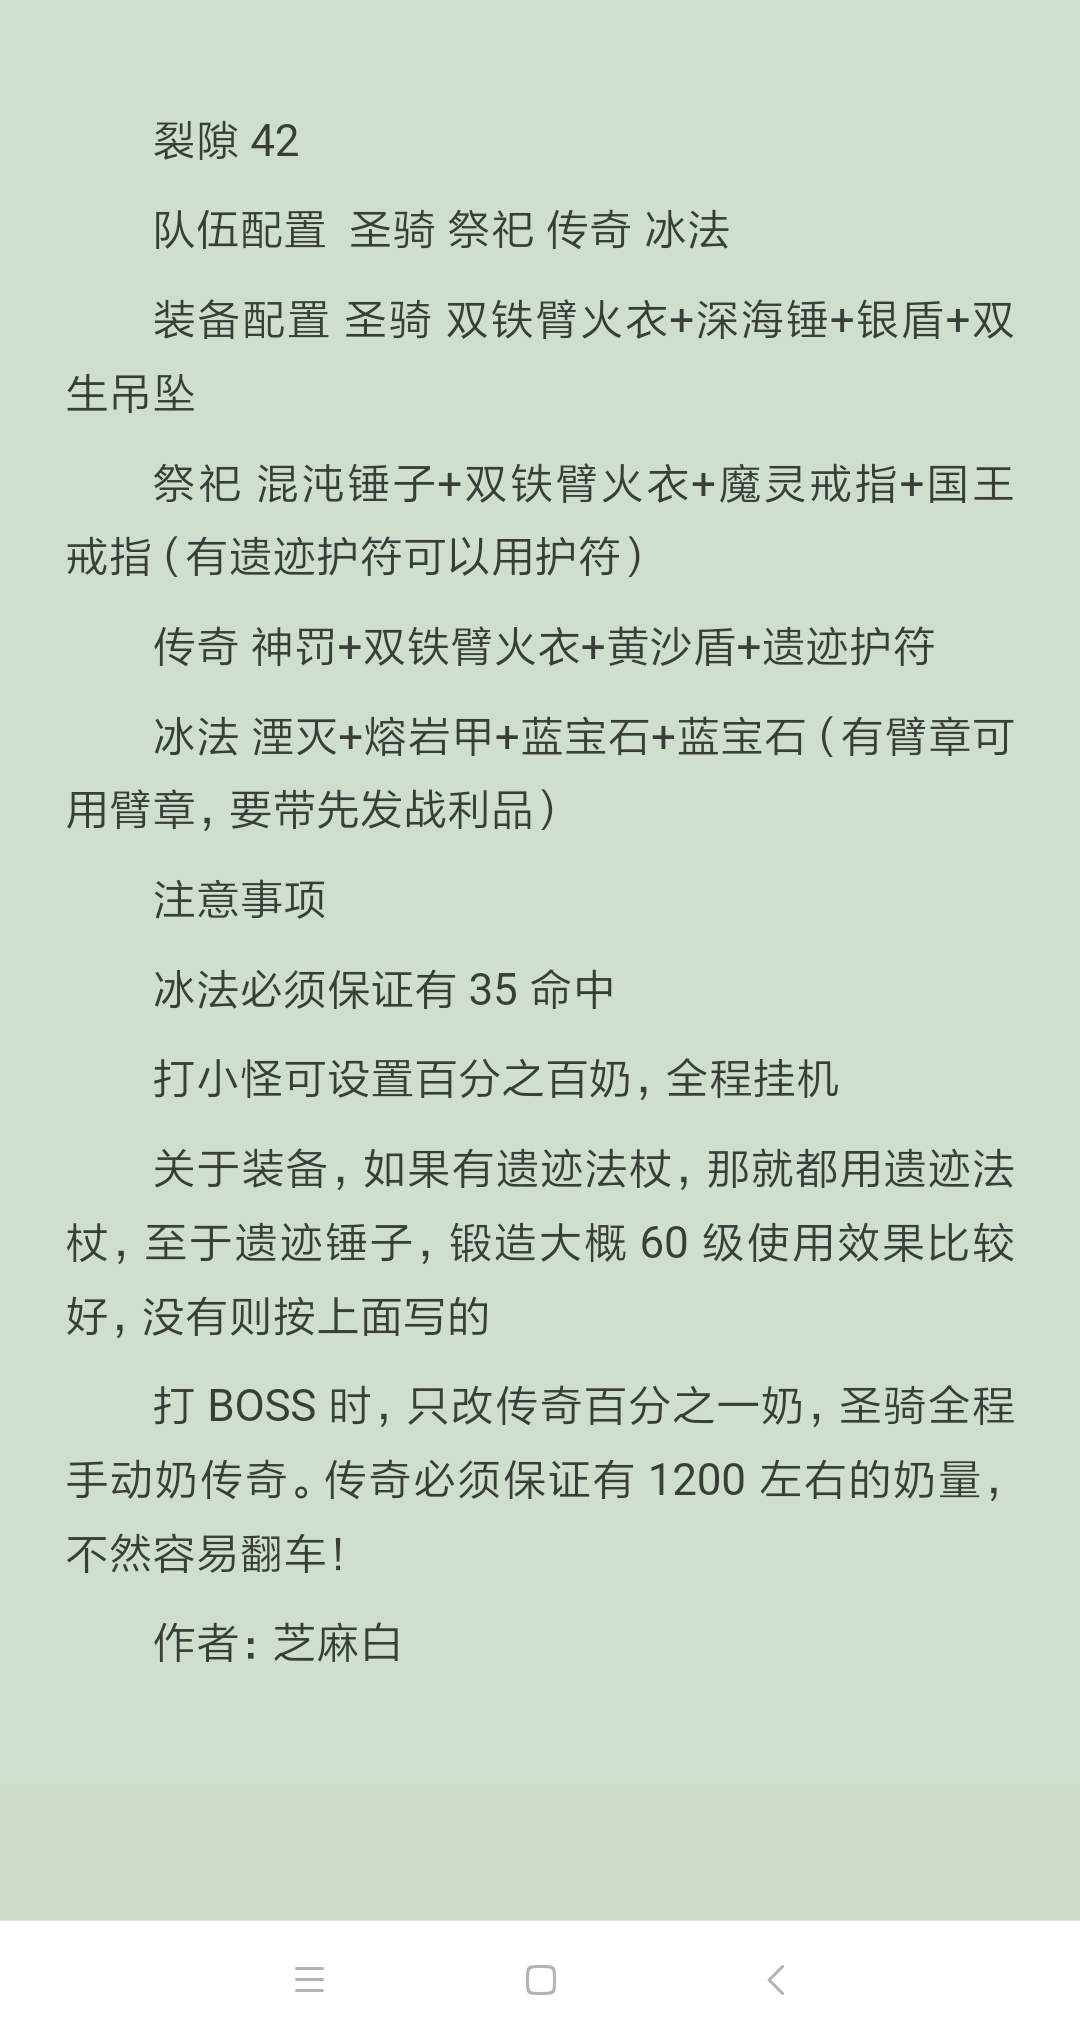 裂隙 42
队伍配置 圣骑 祭祀 传奇 冰法
装备配置 圣骑 双铁臂火衣+深海锤+银盾+双
生吊坠
祭祀 混沌锤子+双铁臂火衣+魔灵戒指+国王
戒指（有遗迹护符可以用护符）
传奇 神罚+双铁臂火衣+黄沙盾+遗迹护符
冰法 湮灭+熔岩甲+蓝宝石+蓝宝石（有臂章可
用臂章，要带先发战利品）
注意事项
冰法必须保证有 35 命中
打小怪可设置百分之百奶，全程挂机
关于装备，如果有遗迹法杖，那就都用遗迹法
杖，至于遗迹锤子，锻造大概 60 级使用效果比较
好，没有则按上面写的
打 BOSS 时，只改传奇百分之一奶，圣骑全程
手动奶传奇。传奇必须保证有 1200 左右的奶量，
不然容易翻车！
作者：芝麻白